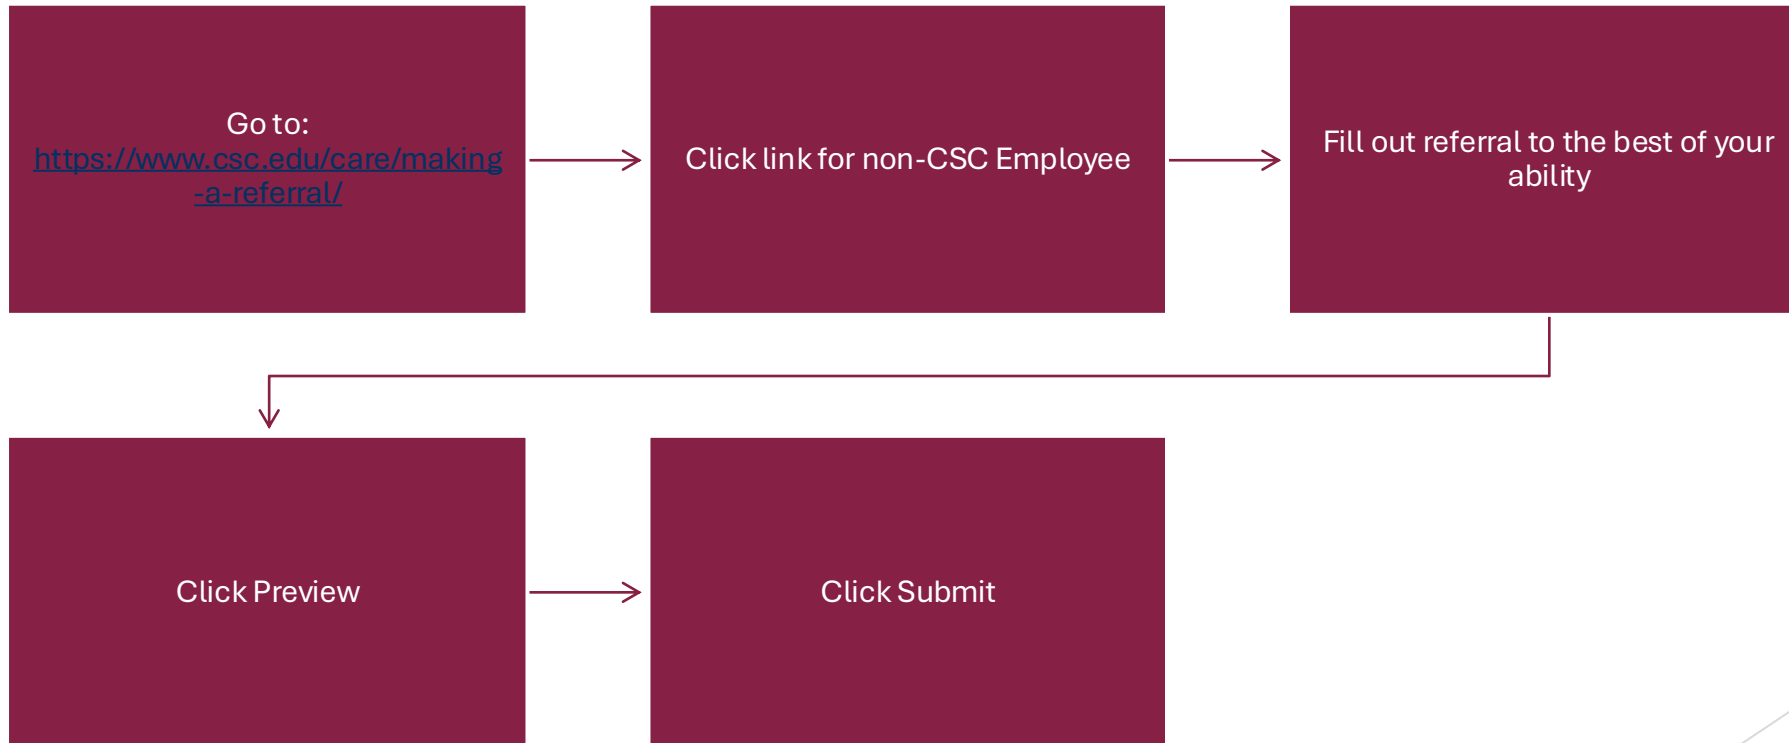 Go to:
https://www.csc.edu/care/making
-a-referral/
Click link for non-CSC Employee
Fill out referral to the best of your
ability
Click Preview
Click Submit